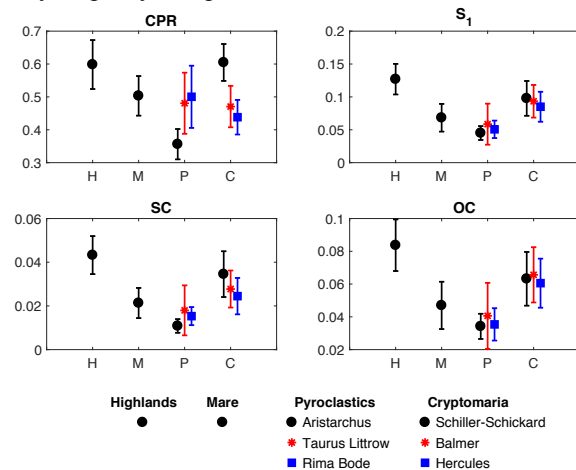 CPR
0.7
0.6
0.5
0.4
0.3
H M P C
S1
0.2
0.15
0.1
0.05
0
H M P C
SC
0.06
0.04
0.02
0
H M P C
OC
0.1
0.08
0.06
0.04
0.02
H M P C
Highlands Mare Pyroclastics Cryptomaria
Aristarchus Schiller-Schickard
Taurus Littrow Balmer
Rima Bode Hercules